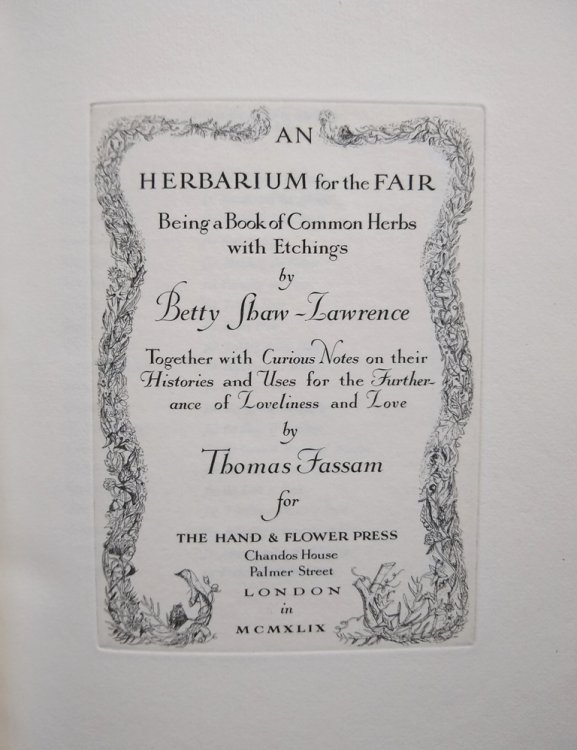 AN
HERBARIUM for the FAIR
Being a Book of Common Herbs
with Etchings
by
Betty Shaw-Lawrence
Together with Curious Notes on their
Histories and Uses for the Further-
ance of Loveliness and Love
by
Thomas Fassam
for
THE HAND & FLOWER PRESS
Chandos House
Palmer Street
LONDON
in
MCMXLIX